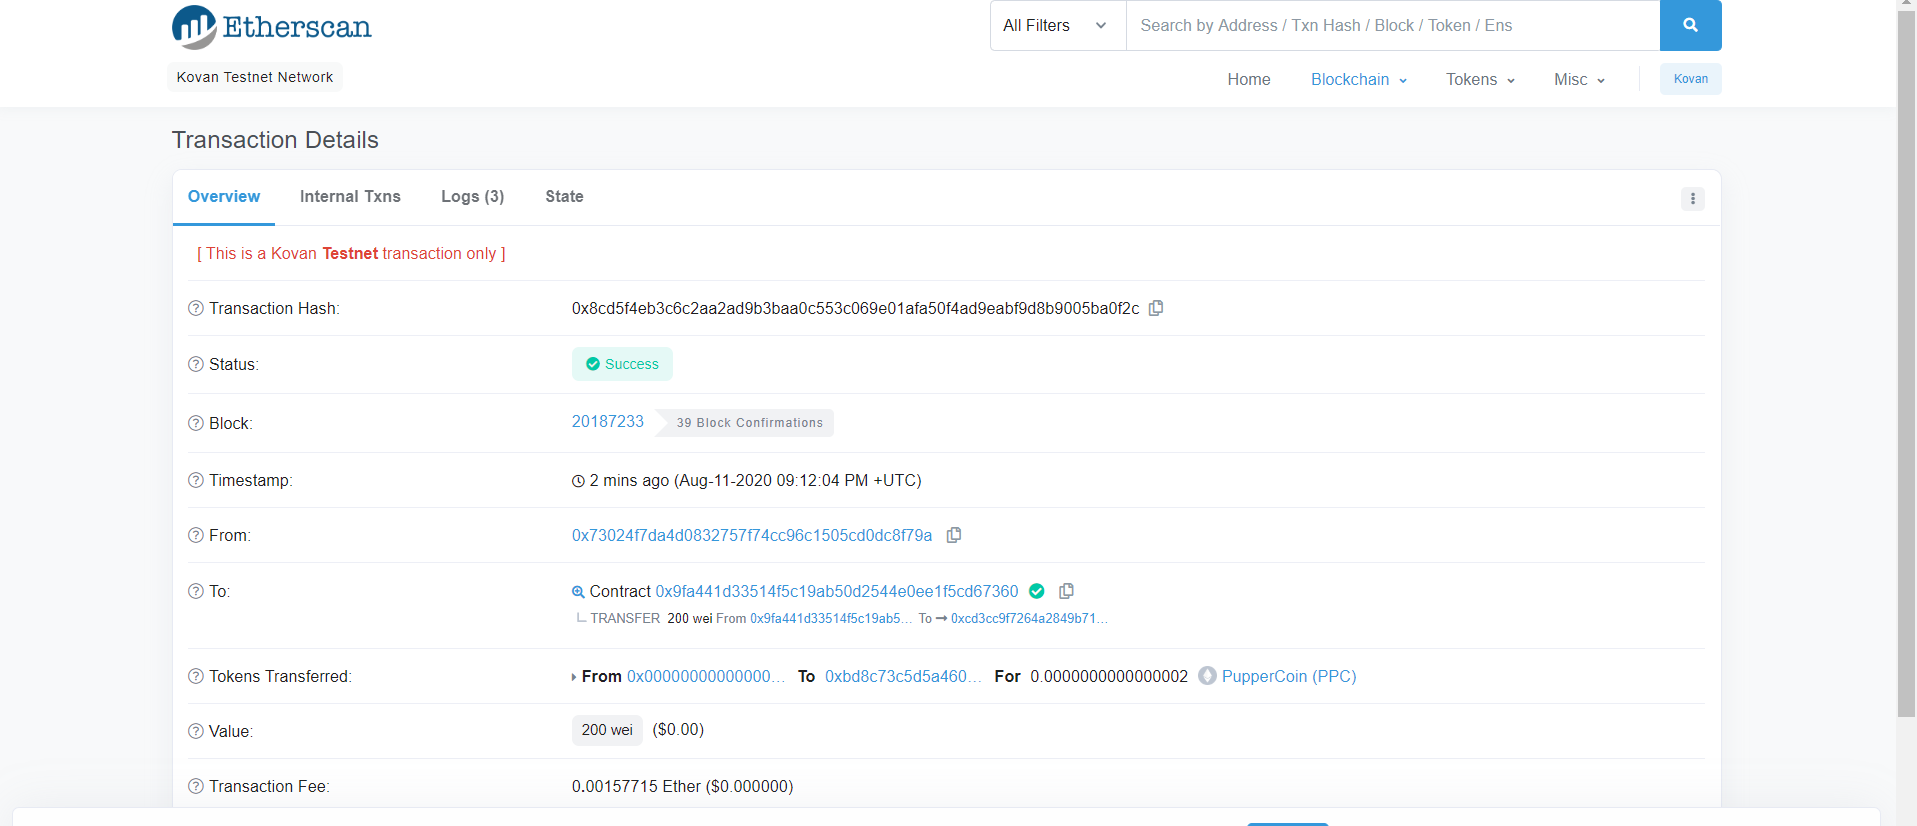 Etherscan
All Filters Search by Address / Txn Hash / Block / Token / Ens
Kovan Testnet Network
Home Blockchain Tokens Misc Kovan
Transaction Details
Overview Internal Txns Logs (3) State
[ This is a Kovan Testnet transaction only ]
Transaction Hash: 0x8cd5f4eb3c6c2aa2ad9b3baa0c553c069e01afa50f4ad9eabf9d8b9005ba0f2c
Status: Success
Block: 20187233 39 Block Confirmations
Timestamp: 2 mins ago (Aug-11-2020 09:12:04 PM +UTC)
From: 0x73024f7da4d0832757f74cc96c1505cd0dc8f79a
To: Contract 0x9fa441d33514f5c19ab50d2544e0ee1f5cd67360
TRANSFER 200 wei From 0x9fa441d33514f5c19ab5... To 0xcd3cc9f7264a2849b71...
Tokens Transferred: From 0x00000000000000... To 0xbd8c73c5d5a460... For 0.0000000000000002 PupperCoin (PPC)
Value: 200 wei ($0.00)
Transaction Fee: 0.00157715 Ether ($0.000000)